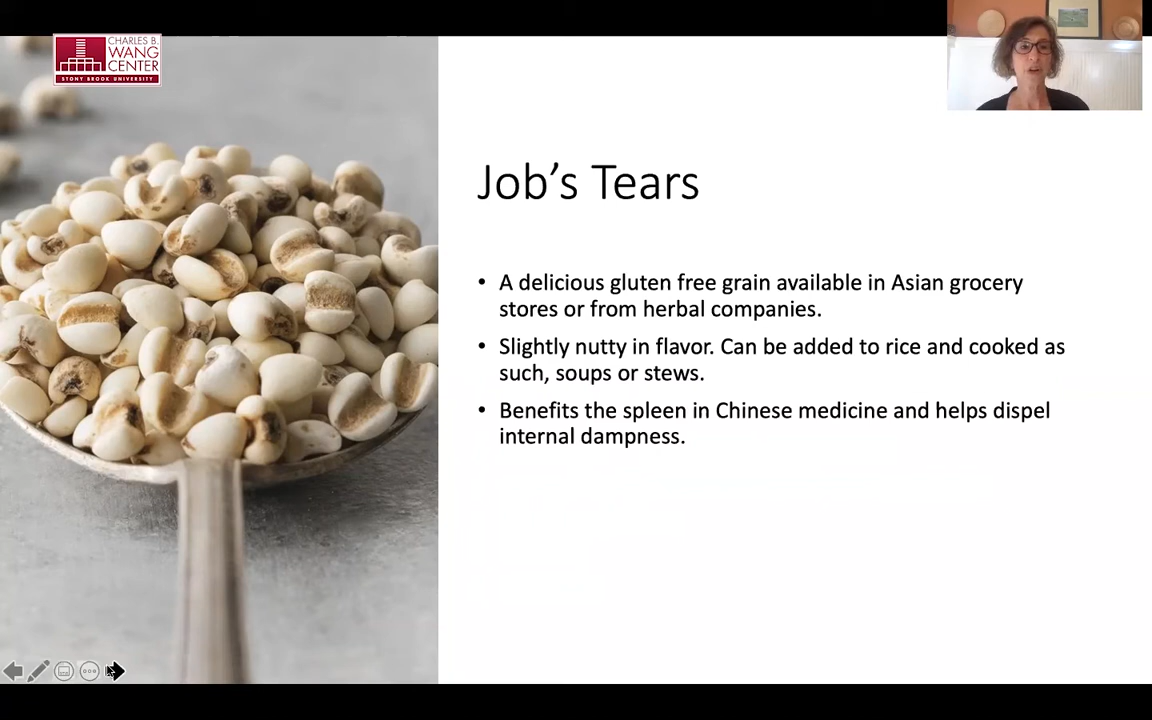 CHARLES B.
WANG
CENTER
STONY BROOK UNIVERSITY
Job’s Tears
• A delicious gluten free grain available in Asian grocery
stores or from herbal companies.
• Slightly nutty in flavor. Can be added to rice and cooked as
such, soups or stews.
• Benefits the spleen in Chinese medicine and helps dispel
internal dampness.